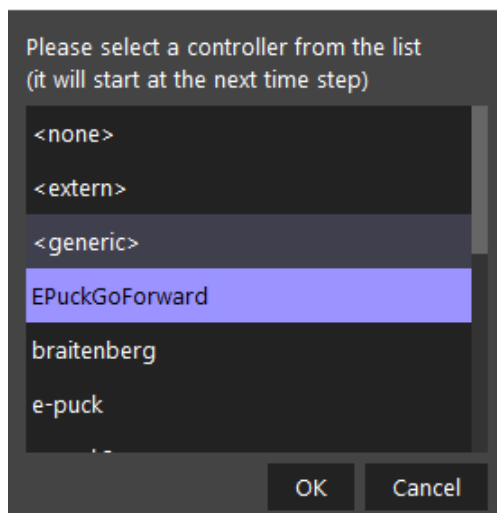 Please select a controller from the list
(it will start at the next time step)
<none>
<extern>
<generic>
EPuckGoForward
braitenberg
e-puck
OK Cancel